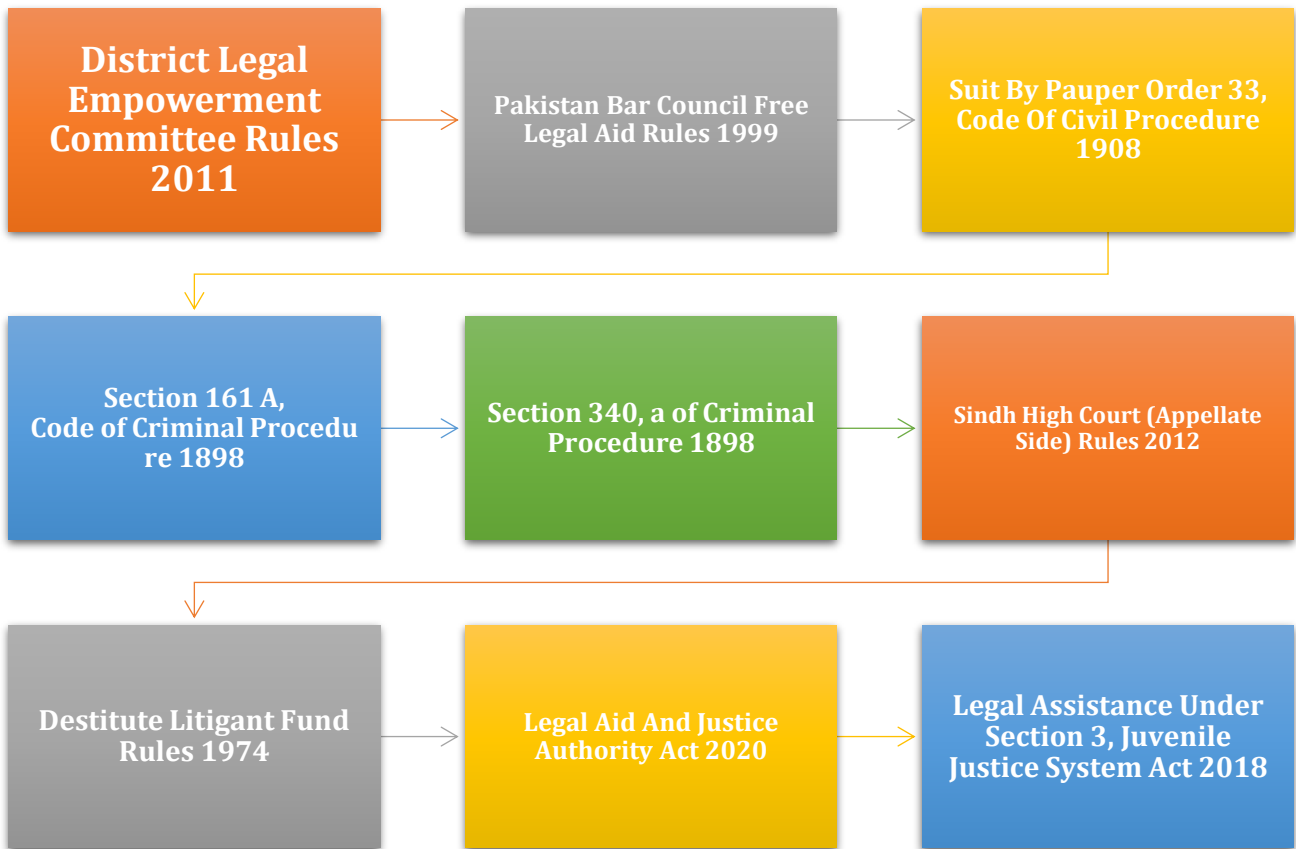 District Legal
Empowerment
Committee Rules
2011
Pakistan Bar Council Free
Legal Aid Rules 1999
Suit By Pauper Order 33,
Code Of Civil Procedure
1908
Section 161 A,
Code of Criminal Procedu
re 1898
Section 340, a of Criminal
Procedure 1898
Sindh High Court (Appellate
Side) Rules 2012
Destitute Litigant Fund
Rules 1974
Legal Aid And Justice
Authority Act 2020
Legal Assistance Under
Section 3, Juvenile
Justice System Act 2018